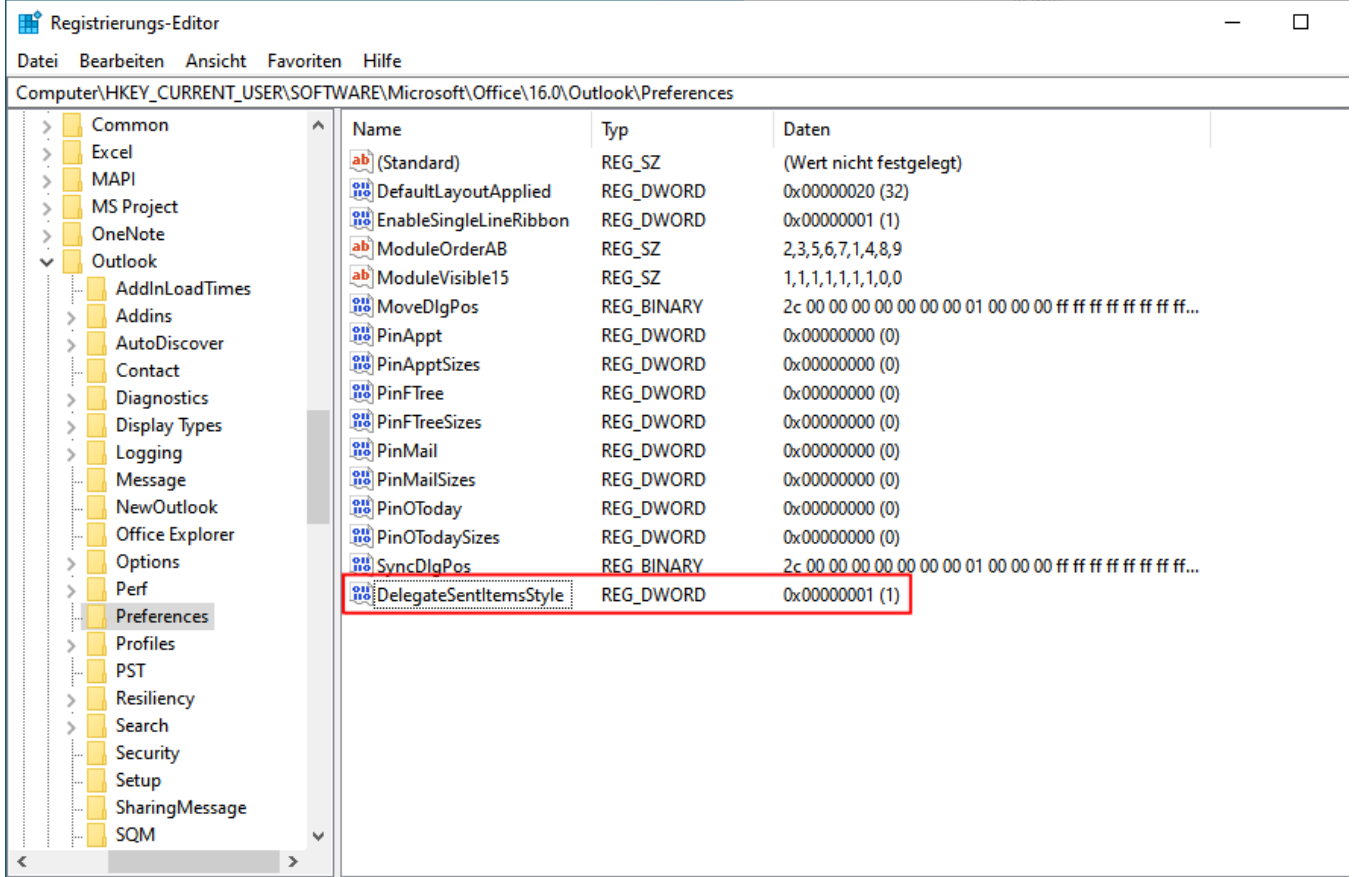 Registrierungs-Editor
Datei Bearbeiten Ansicht Favoriten Hilfe
Computer\HKEY_CURRENT_USER\SOFTWARE\Microsoft\Office\16.0\Outlook\Preferences
Common
Excel
MAPI
MS Project
OneNote
Outlook
AddInLoadTimes
Addins
AutoDiscover
Contact
Diagnostics
Display Types
Logging
Message
NewOutlook
Office Explorer
Options
Perf
Preferences
Profiles
PST
Resiliency
Search
Security
Setup
SharingMessage
SQM
Name Typ Daten
(Standard) REG_SZ (Wert nicht festgelegt)
DefaultLayoutApplied REG_DWORD 0x00000020 (32)
EnableSingleLineRibbon REG_DWORD 0x00000001 (1)
ModuleOrderAB REG_SZ 2,3,5,6,7,1,4,8,9
ModuleVisible15 REG_SZ 1,1,1,1,1,1,1,0,0
MoveDlgPos REG_BINARY 2c 00 00 00 00 00 00 00 01 00 00 00 ff ff ff ff ff ff ff ff...
PinAppt REG_DWORD 0x00000000 (0)
PinApptSizes REG_DWORD 0x00000000 (0)
PinFTree REG_DWORD 0x00000000 (0)
PinFTreeSizes REG_DWORD 0x00000000 (0)
PinMail REG_DWORD 0x00000000 (0)
PinMailSizes REG_DWORD 0x00000000 (0)
PinOToday REG_DWORD 0x00000000 (0)
PinOTodaySizes REG_DWORD 0x00000000 (0)
SyncDlgPos REG_BINARY 2c 00 00 00 00 00 00 00 01 00 00 00 ff ff ff ff ff ff ff ff...
DelegateSentItemsStyle REG_DWORD 0x00000001 (1)